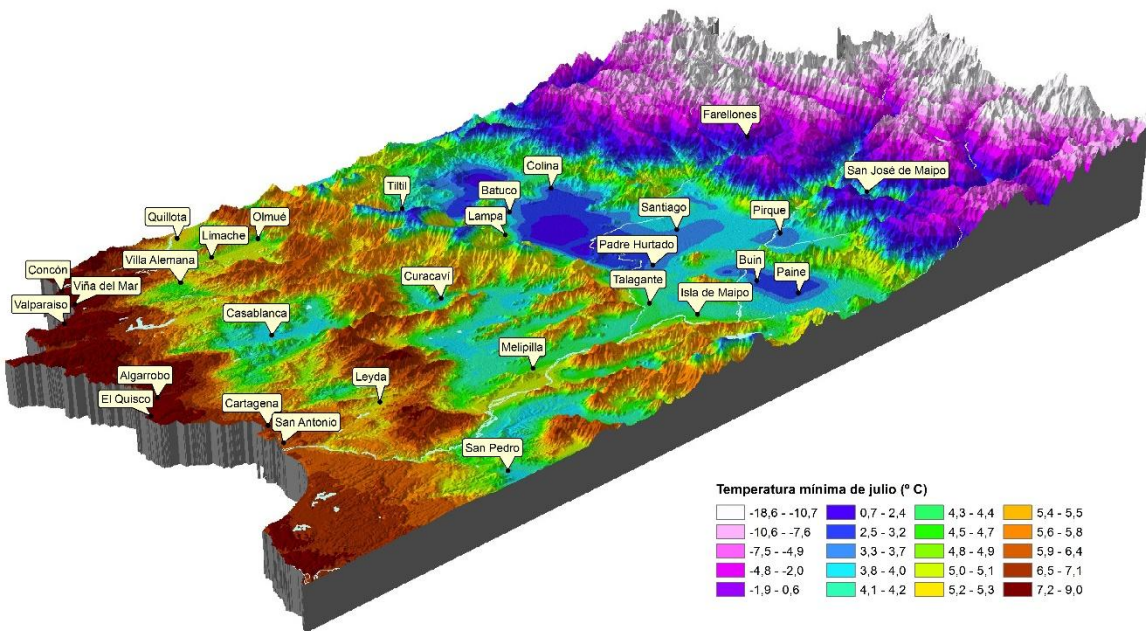 Farellones
San José de Maipo
Colina
Tiltil
Batuco
Lampa
Santiago
Pirque
Quillota
Olmué
Limache
Villa Alemana
Padre Hurtado
Buin
Paine
Concón
Viña del Mar
Valparaiso
Curacaví
Talagante
Isla de Maipo
Casablanca
Melipilla
Algarrobo
El Quisco
Leyda
Cartagena
San Antonio
San Pedro
Temperatura mínima de julio (º C)
-18,6 - -10,7
-10,6 - -7,6
-7,5 - -4,9
-4,8 - -2,0
-1,9 - 0,6
0,7 - 2,4
2,5 - 3,2
3,3 - 3,7
3,8 - 4,0
4,1 - 4,2
4,3 - 4,4
4,5 - 4,7
4,8 - 4,9
5,0 - 5,1
5,2 - 5,3
5,4 - 5,5
5,6 - 5,8
5,9 - 6,4
6,5 - 7,1
7,2 - 9,0